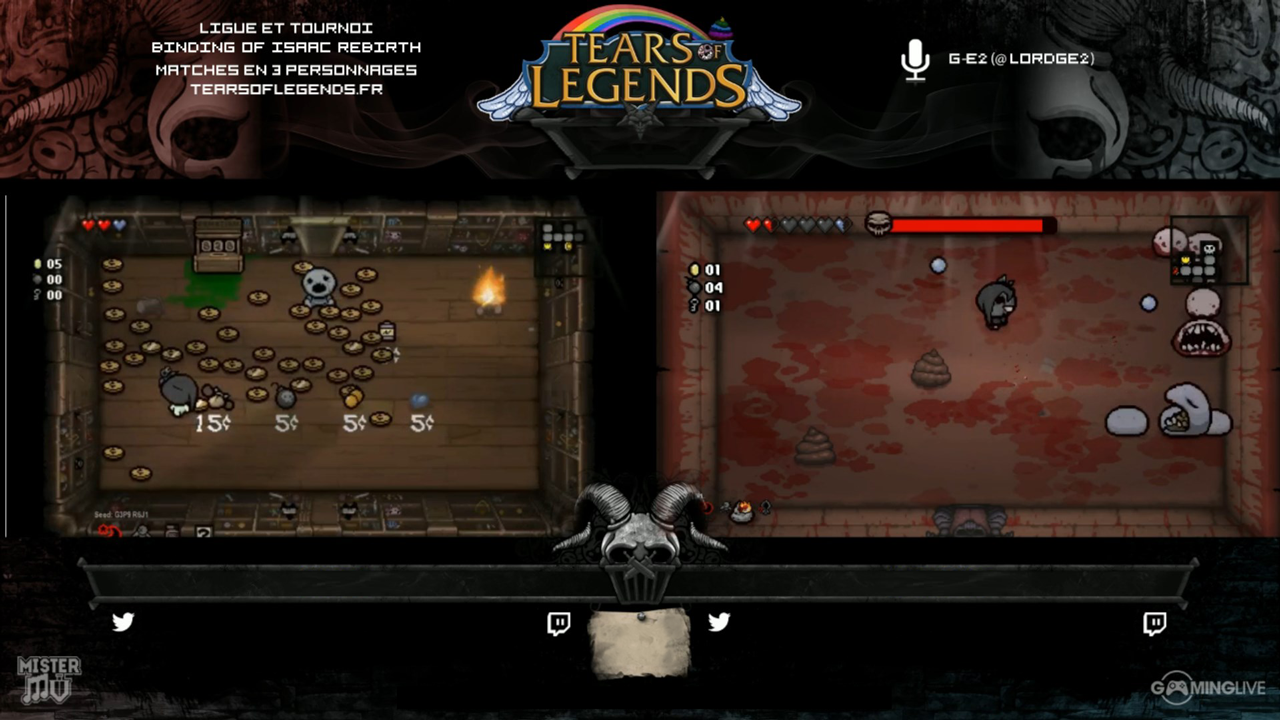 LIGUE ET TOURNOI
BINDING OF ISAAC REBIRTH
MATCHES EN 3 PERSONNAGES
TEARSOFLEGENDS.FR
TEARS OF
LEGENDS
G-E2 (@LORDGE2)
05
00
00
15¢ 5¢ 5¢ 5¢
01
04
01
MISTER
MV
GAMINGLIVE